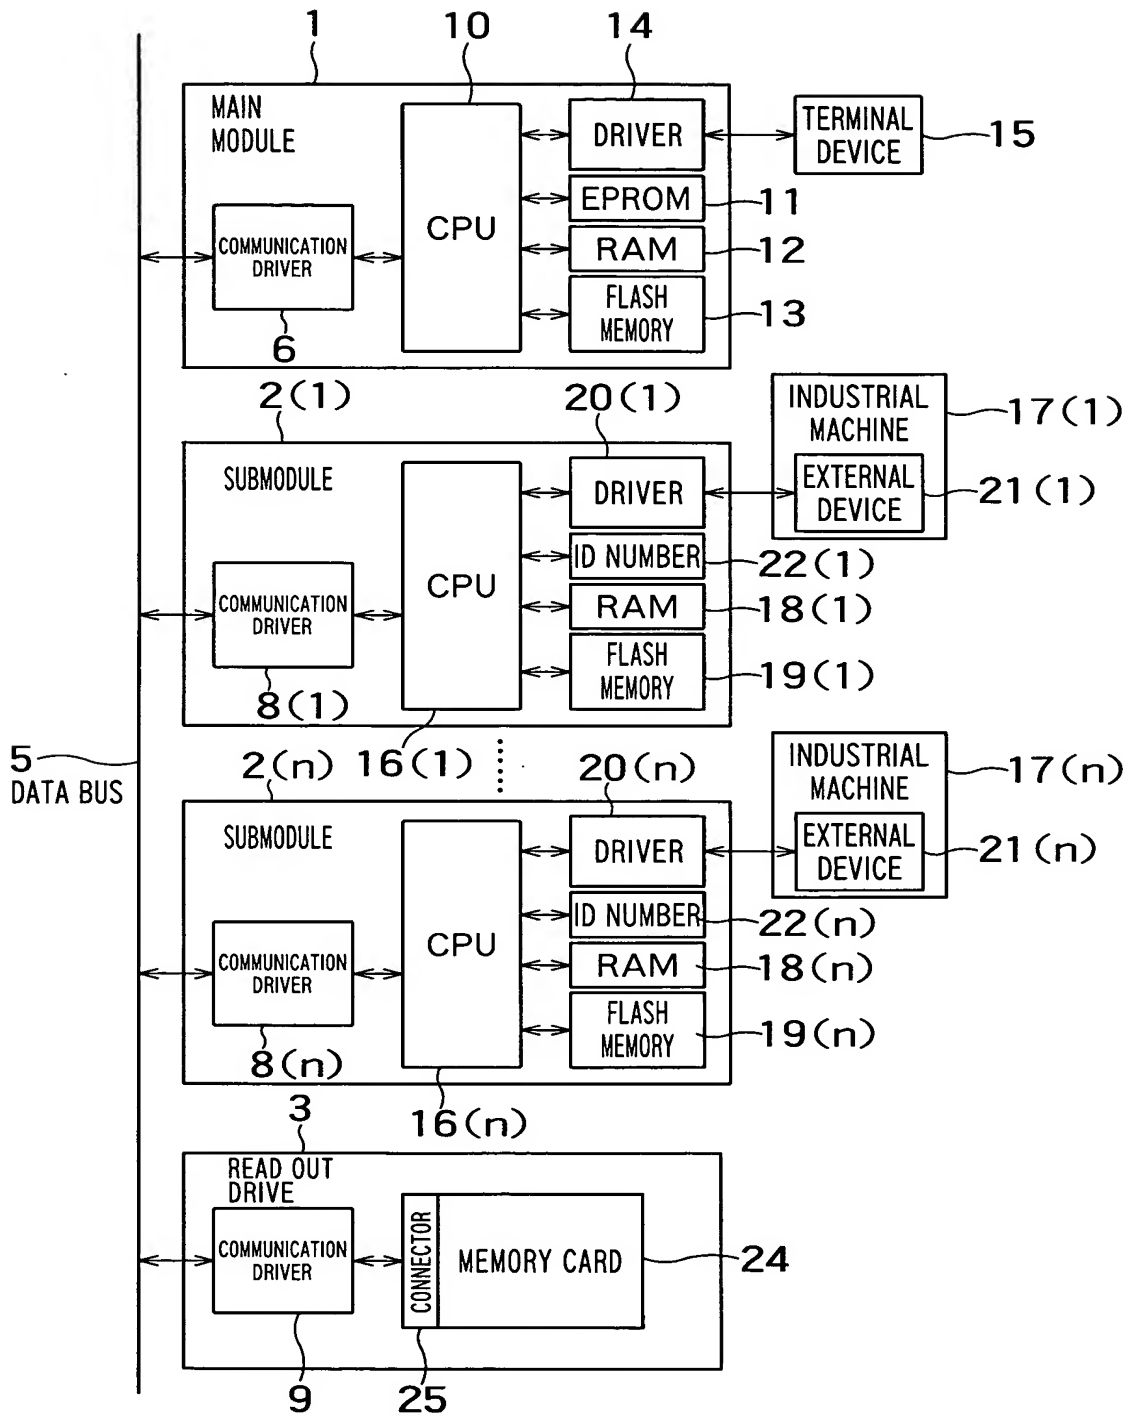 1
10
14
MAIN
MODULE
DRIVER
TERMINAL
DEVICE
15
EPROM
11
CPU
RAM
12
COMMUNICATION
DRIVER
FLASH
MEMORY
13
6
2(1)
20(1)
INDUSTRIAL
MACHINE
17(1)
SUBMODULE
DRIVER
EXTERNAL
DEVICE
21(1)
ID NUMBER
22(1)
CPU
RAM
18(1)
COMMUNICATION
DRIVER
FLASH
MEMORY
19(1)
8(1)
16(1)
5
DATA BUS
2(n)
20(n)
INDUSTRIAL
MACHINE
17(n)
SUBMODULE
DRIVER
EXTERNAL
DEVICE
21(n)
ID NUMBER
22(n)
CPU
RAM
18(n)
COMMUNICATION
DRIVER
FLASH
MEMORY
19(n)
8(n)
16(n)
3
READ OUT
DRIVE
COMMUNICATION
DRIVER
CONNECTOR
MEMORY CARD
24
9
25